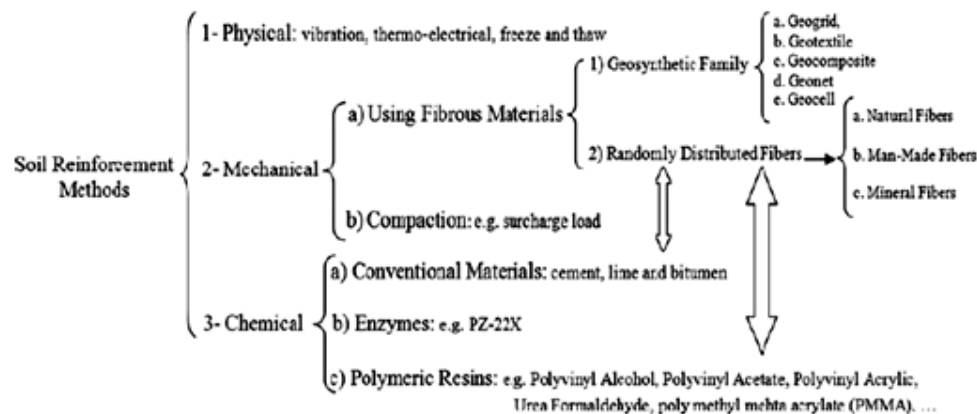 Soil Reinforcement
Methods
1- Physical: vibration, thermo-electrical, freeze and thaw
2- Mechanical
a) Using Fibrous Materials
1) Geosynthetic Family
a. Geogrid,
b. Geotextile
c. Geocomposite
d. Geonet
e. Geocell
2) Randomly Distributed Fibers
a. Natural Fibers
b. Man-Made Fibers
c. Mineral Fibers
b) Compaction: e.g. surcharge load
3- Chemical
a) Conventional Materials: cement, lime and bitumen
b) Enzymes: e.g. PZ-22X
c) Polymeric Resins: e.g. Polyvinyl Alcohol, Polyvinyl Acetate, Polyvinyl Acrylic,
Urea Formaldehyde, poly methyl mehta acrylate (PMMA), ...